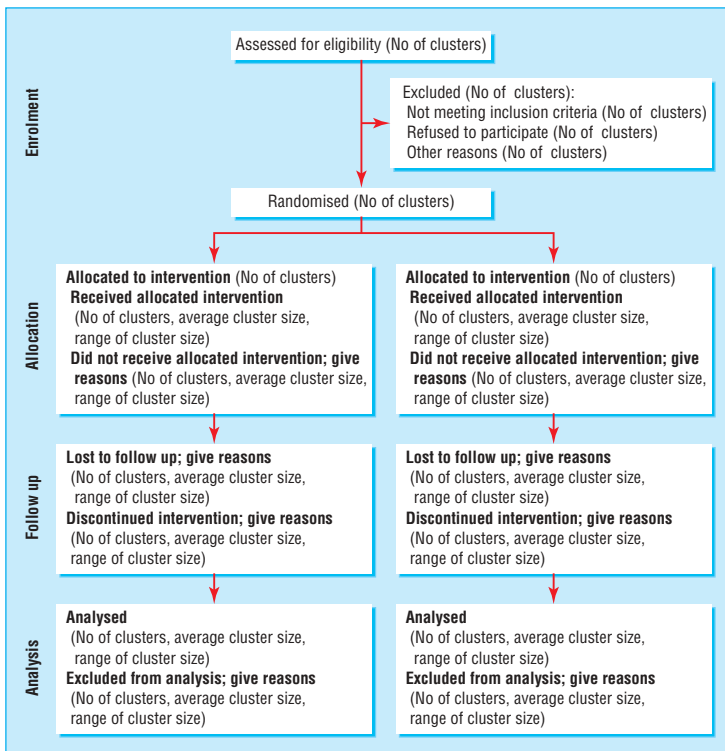 Enrolment
Assessed for eligibility (No of clusters)
Excluded (No of clusters):
Not meeting inclusion criteria (No of clusters)
Refused to participate (No of clusters)
Other reasons (No of clusters)
Randomised (No of clusters)
Allocation
Allocated to intervention (No of clusters)
Received allocated intervention
(No of clusters, average cluster size,
range of cluster size)
Did not receive allocated intervention; give
reasons (No of clusters, average cluster size,
range of cluster size)
Allocated to intervention (No of clusters)
Received allocated intervention
(No of clusters, average cluster size,
range of cluster size)
Did not receive allocated intervention; give
reasons (No of clusters, average cluster size,
range of cluster size)
Follow up
Lost to follow up; give reasons
(No of clusters, average cluster size,
range of cluster size)
Discontinued intervention; give reasons
(No of clusters, average cluster size,
range of cluster size)
Lost to follow up; give reasons
(No of clusters, average cluster size,
range of cluster size)
Discontinued intervention; give reasons
(No of clusters, average cluster size,
range of cluster size)
Analysis
Analysed
(No of clusters, average cluster size,
range of cluster size)
Excluded from analysis; give reasons
(No of clusters, average cluster size,
range of cluster size)
Analysed
(No of clusters, average cluster size,
range of cluster size)
Excluded from analysis; give reasons
(No of clusters, average cluster size,
range of cluster size)